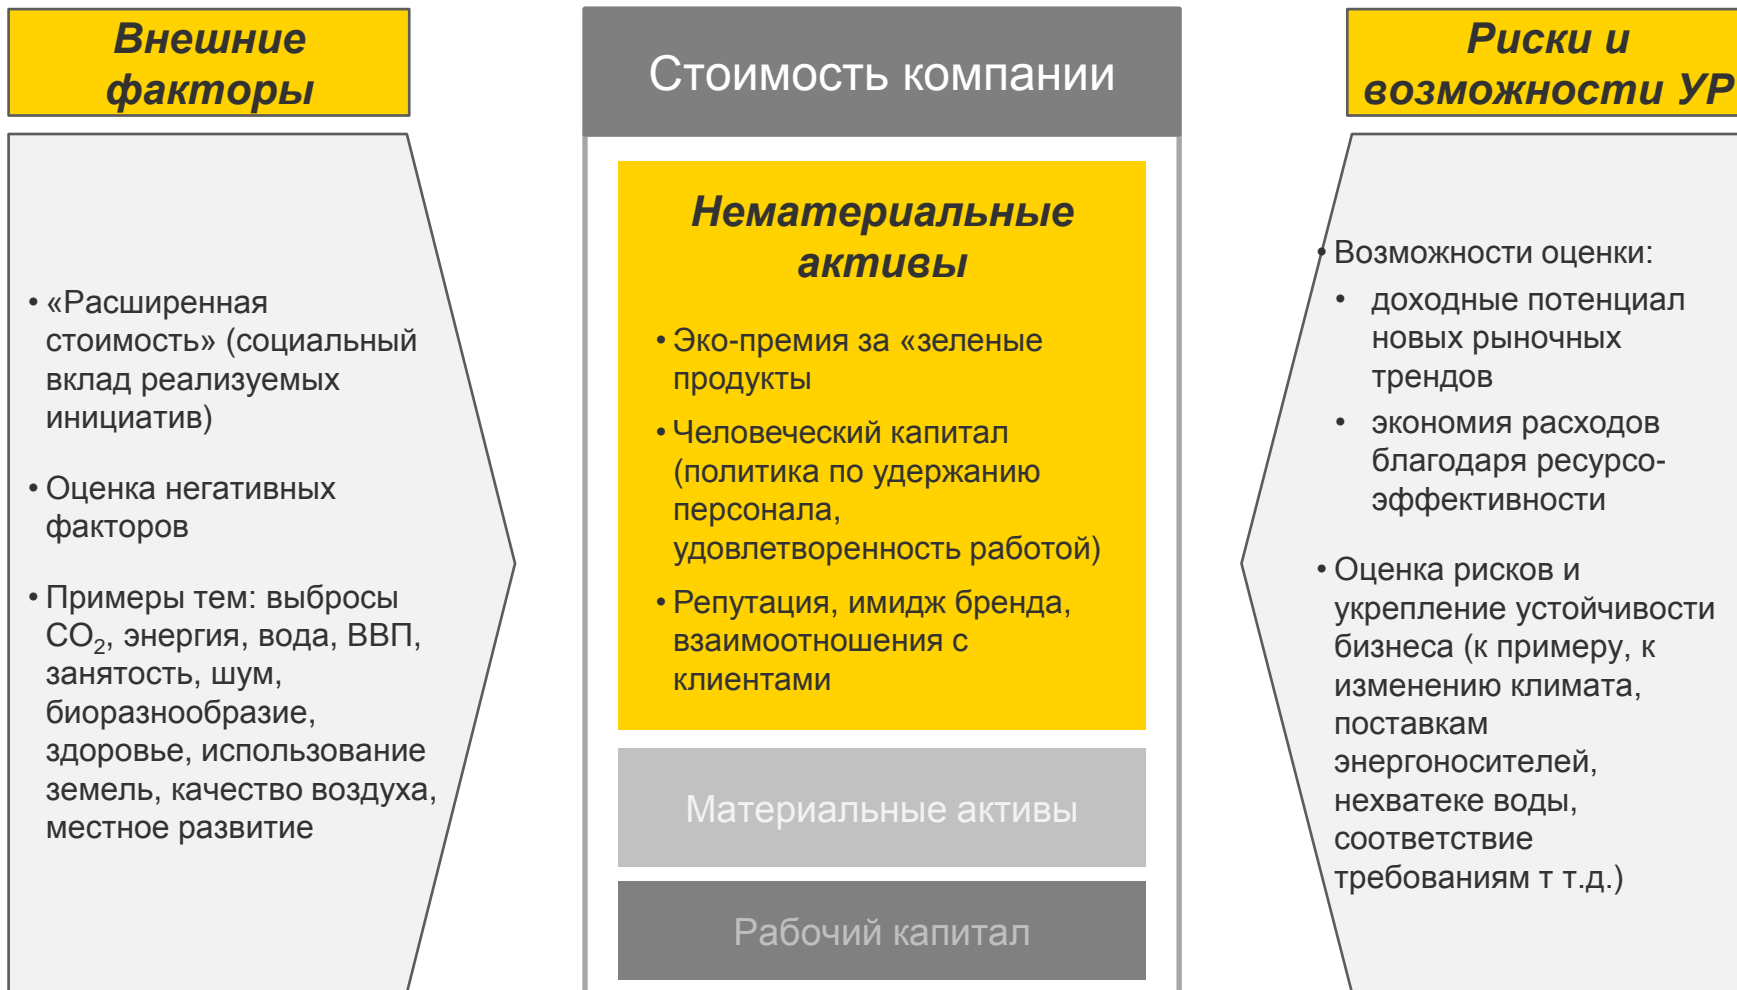 Внешние
факторы
• «Расширенная
стоимость» (социальный
вклад реализуемых
инициатив)
• Оценка негативных
факторов
• Примеры тем: выбросы
CO₂, энергия, вода, ВВП,
занятость, шум,
биоразнообразие,
здоровье, использование
земель, качество воздуха,
местное развитие
Стоимость компании
Нематериальные
активы
• Эко-премия за «зеленые
продукты
• Человеческий капитал
(политика по удержанию
персонала,
удовлетворенность работой)
• Репутация, имидж бренда,
взаимоотношения с
клиентами
Материальные активы
Рабочий капитал
Риски и
возможности УР
• Возможности оценки:
• доходные потенциал
новых рыночных
трендов
• экономия расходов
благодаря ресурсо-
эффективности
• Оценка рисков и
укрепление устойчивости
бизнеса (к примеру, к
изменению климата,
поставкам
энергоносителей,
нехватеке воды,
соответствие
требованиям т т.д.)